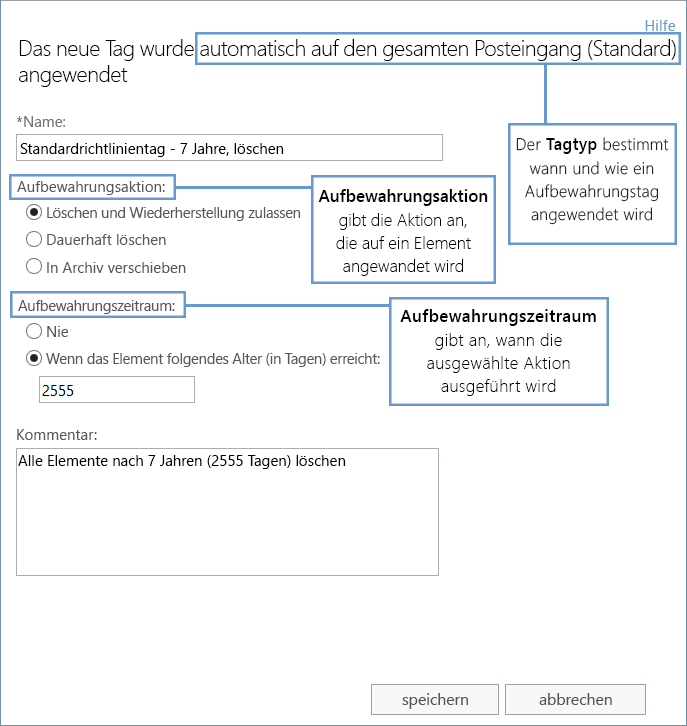 Hilfe
Das neue Tag wurde automatisch auf den gesamten Posteingang (Standard)
angewendet
*Name:
Standardrichtlinientag - 7 Jahre, löschen
Der Tagtyp bestimmt
wann und wie ein
Aufbewahrungstag
angewendet wird
Aufbewahrungsaktion:
Löschen und Wiederherstellung zulassen
Dauerhaft löschen
In Archiv verschieben
Aufbewahrungsaktion
gibt die Aktion an,
die auf ein Element
angewandet wird
Aufbewahrungszeitraum:
Nie
Wenn das Element folgendes Alter (in Tagen) erreicht:
2555
Aufbewahrungszeitraum
gibt an, wann die
ausgewählte Aktion
ausgeführt wird
Kommentar:
Alle Elemente nach 7 Jahren (2555 Tagen) löschen
speichern
abbrechen